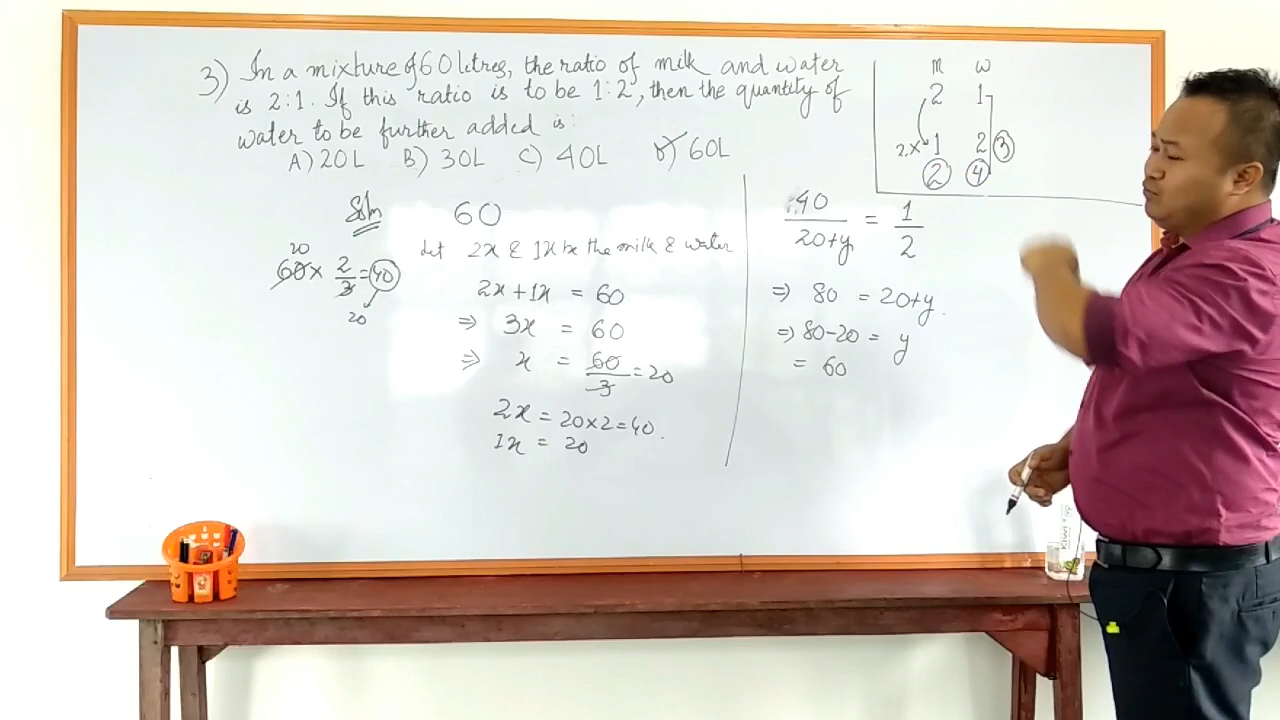 3) In a mixture of 60 litres, the ratio of milk and water
is 2:1. If this ratio is to be 1:2, then the quantity of
water to be further added is:
A) 20L B) 30L C) 40L D) 60L
Soln
60
Let 2x & 1x be the milk & water
20
60 × 2/3 = 40
20
2x + 1x = 60
⇒ 3x = 60
⇒ x = 60/3 = 20
2x = 20×2 = 40.
1x = 20
40/20+y = 1/2
⇒ 80 = 20+y.
⇒ 80-20 = y
= 60
M W
2 1
2× 1 2 3
2 4
Kiwi